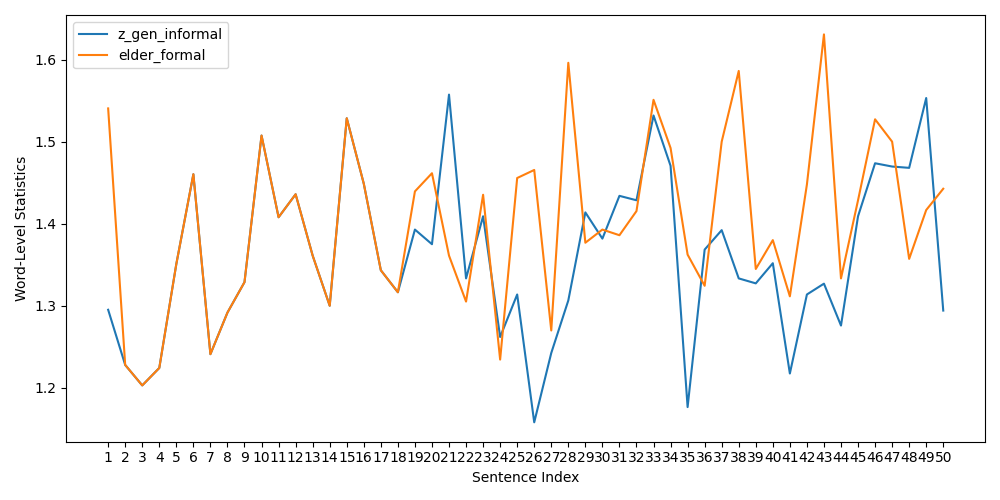 z_gen_informal
elder_formal
1.6
1.5
1.4
1.3
1.2
Word-Level Statistics
1 2 3 4 5 6 7 8 9 10 11 12 13 14 15 16 17 18 19 20 21 22 23 24 25 26 27 28 29 30 31 32 33 34 35 36 37 38 39 40 41 42 43 44 45 46 47 48 49 50
Sentence Index